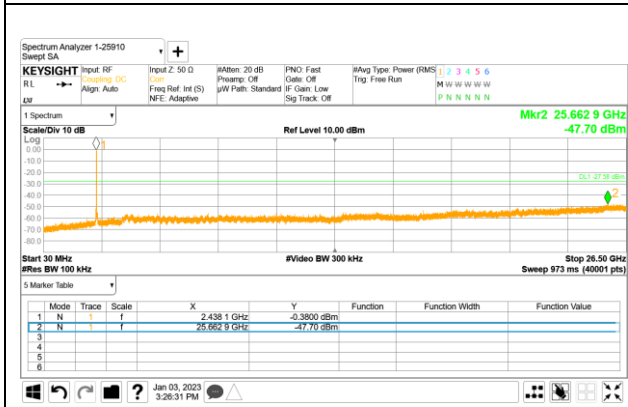 Spectrum Analyzer 1-25910
Swept SA
+
KEYSIGHT Input: RF Input Z: 50 Ω #Atten: 20 dB PNO: Fast #Avg Type: Power (RMS 1 2 3 4 5 6
RL Coupling: DC Corr Preamp: Off Gate: Off Trig: Free Run M W W W W W
Align: Auto Freq Ref: Int (S) µW Path: Standard IF Gain: Low P N N N N N
NFE: Adaptive Sig Track: Off
1 Spectrum Mkr2 25.662 9 GHz
Scale/Div 10 dB Ref Level 10.00 dBm -47.70 dBm
Log
0.00
-10.0
-20.0
-30.0
-40.0
-50.0
-60.0
-70.0
-80.0
1
2
Start 30 MHz #Video BW 300 kHz Stop 26.50 GHz
#Res BW 100 kHz Sweep 973 ms (40001 pts)
5 Marker Table
Mode Trace Scale X Y Function Function Width Function Value
1 N 1 f 2.438 1 GHz -0.3800 dBm
2 N 1 f 25.662 9 GHz -47.70 dBm
3
4
5
6
? Jan 03, 2023
3:26:31 PM